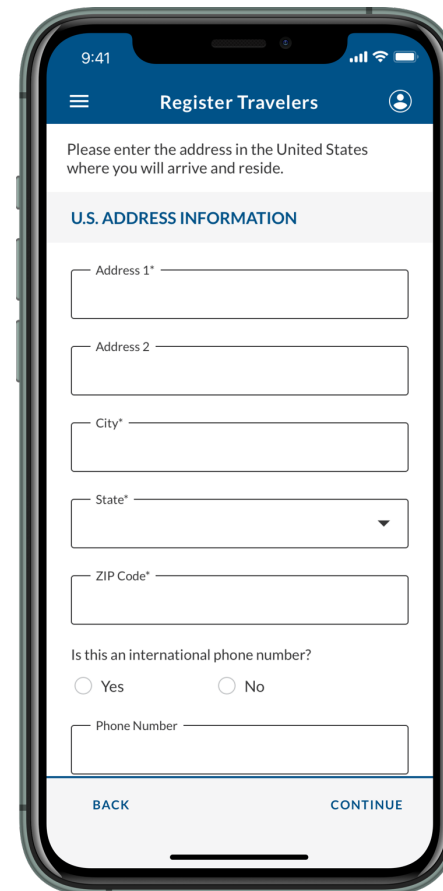 9:41
Register Travelers
Please enter the address in the United States
where you will arrive and reside.
U.S. ADDRESS INFORMATION
Address 1*
Address 2
City*
State*
ZIP Code*
Is this an international phone number?
Yes No
Phone Number
BACK CONTINUE